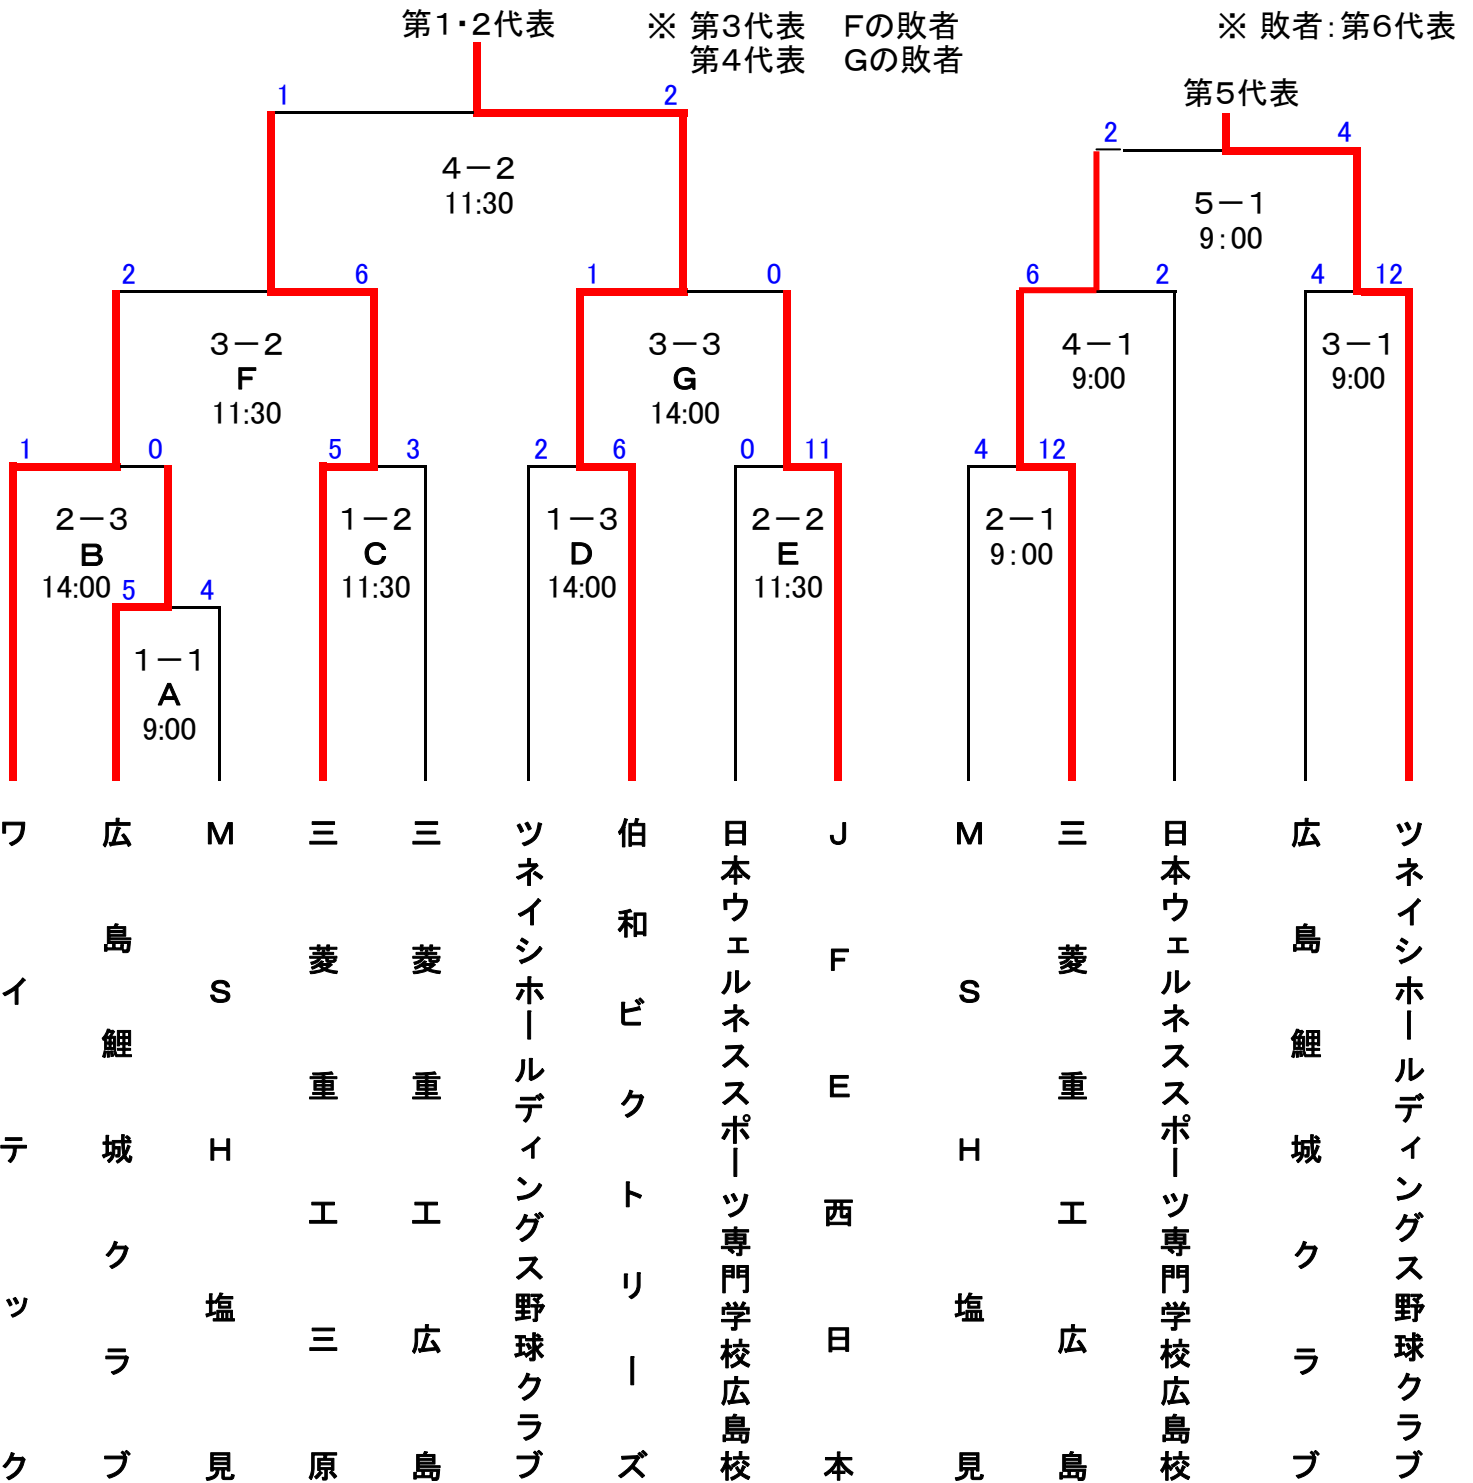 第1・2代表
※ 第3代表 Fの敗者
第4代表 Gの敗者
※ 敗者:第6代表
第5代表
1
2
4－2
11:30
2
4
5－1
9:00
2
6
1
0
6
2
4
12
3－2
F
11:30
3－3
G
14:00
4－1
9:00
3－1
9:00
1
0
5
3
2
6
0
11
4
12
2－3
B
14:00
1－2
C
11:30
1－3
D
14:00
2－2
E
11:30
2－1
9:00
5
4
1－1
A
9:00
ワイテック
広島鯉城クラブ
MSH塩見
三菱重工三原
三菱重工広島
ツネイシホールディングス野球クラブ
伯和ビクトリーズ
日本ウェルネススポーツ専門学校広島校
JFE西日本
MSH塩見
三菱重工広島
日本ウェルネススポーツ専門学校広島校
広島鯉城クラブ
ツネイシホールディングス野球クラブ